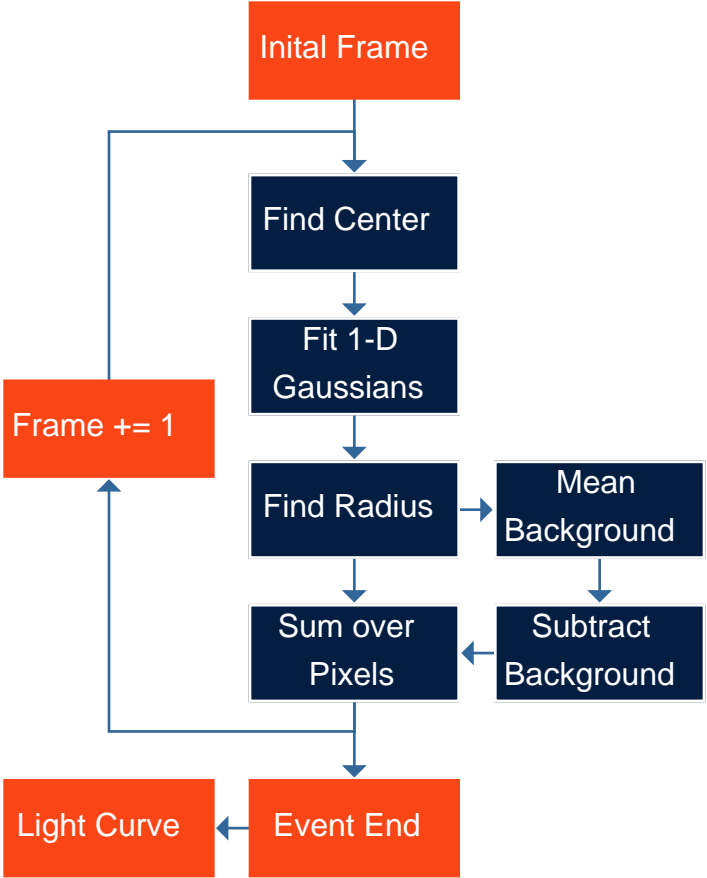 Inital Frame
Find Center
Fit 1-D
Gaussians
Frame += 1
Find Radius
Mean
Background
Sum over
Pixels
Subtract
Background
Light Curve
Event End